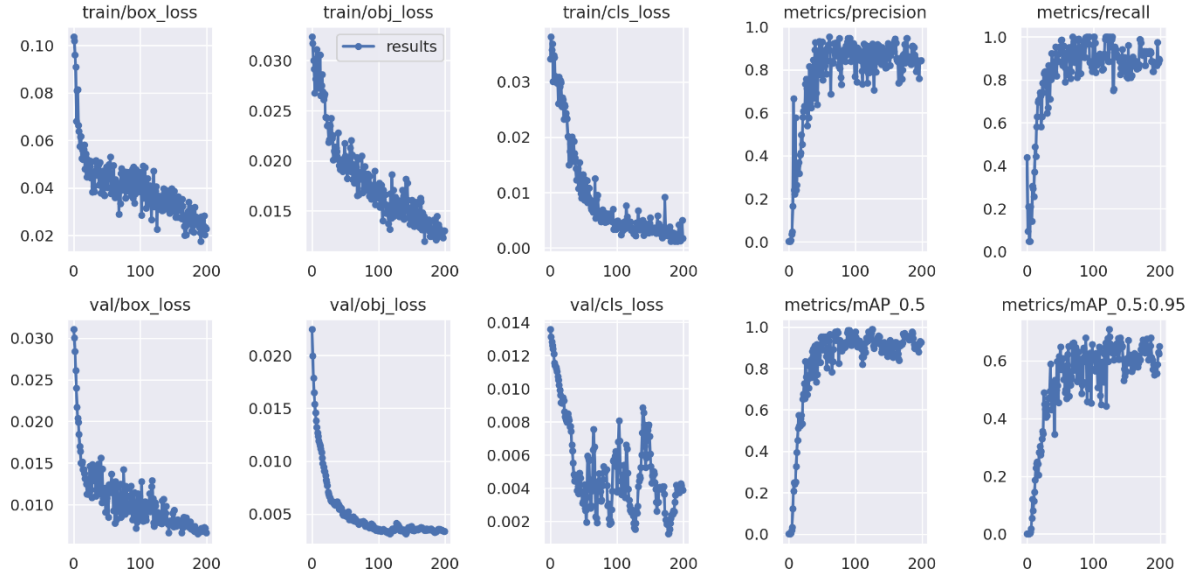 train/box_loss
0.10
0.08
0.06
0.04
0.02
0 100 200
train/obj_loss
results
0.030
0.025
0.020
0.015
0 100 200
train/cls_loss
0.03
0.02
0.01
0.00
0 100 200
metrics/precision
1.0
0.8
0.6
0.4
0.2
0.0
0 100 200
metrics/recall
1.0
0.8
0.6
0.4
0.2
0.0
0 100 200
val/box_loss
0.030
0.025
0.020
0.015
0.010
0 100 200
val/obj_loss
0.020
0.015
0.010
0.005
0 100 200
val/cls_loss
0.014
0.012
0.010
0.008
0.006
0.004
0.002
0 100 200
metrics/mAP_0.5
1.0
0.8
0.6
0.4
0.2
0.0
0 100 200
metrics/mAP_0.5:0.95
0.6
0.4
0.2
0.0
0 100 200